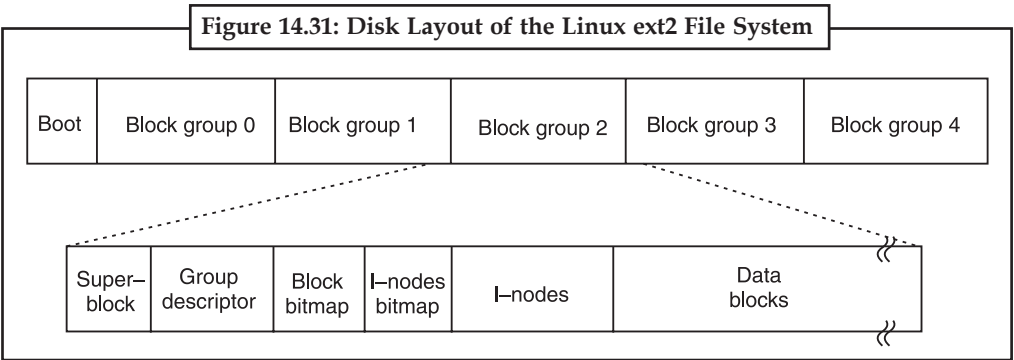 Figure 14.31: Disk Layout of the Linux ext2 File System
Boot
Block group 0
Block group 1
Block group 2
Block group 3
Block group 4
Super–
block
Group
descriptor
Block
bitmap
I–nodes
bitmap
I–nodes
Data
blocks